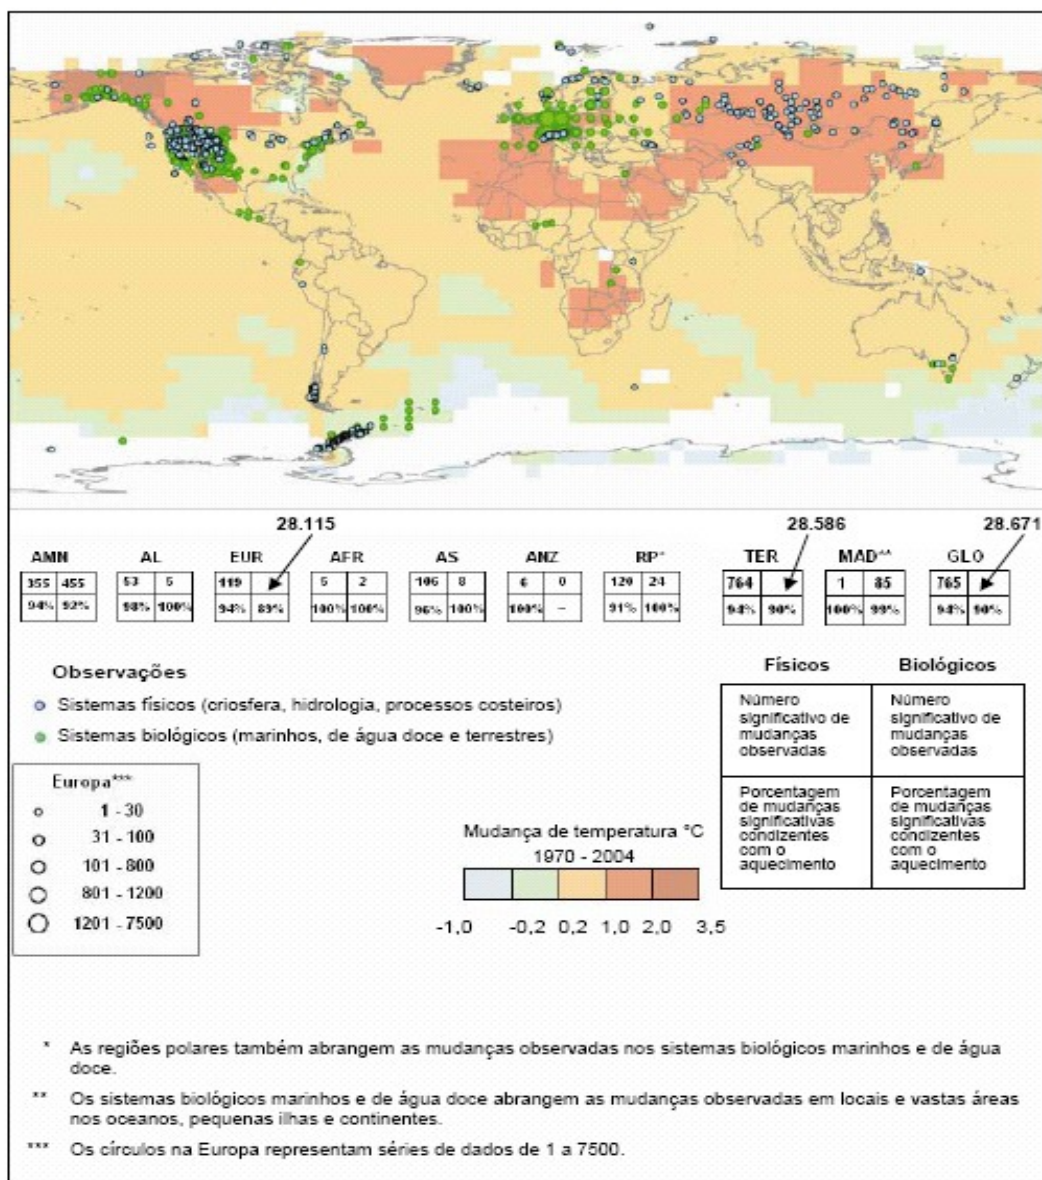 28.115 28.586 28.671
AMN AL EUR AFR AS ANZ RP* TER MAD** GLO
355 455 53 5 119 5 2 106 8 6 0 120 24 764 1 85 765
94% 92% 98% 100% 94% 89% 100% 100% 96% 100% 100% – 91% 100% 94% 90% 100% 99% 94% 90%
Observações
Sistemas físicos (criosfera, hidrologia, processos costeiros)
Sistemas biológicos (marinhos, de água doce e terrestres)
Físicos Biológicos
Número Número
significativo de significativo de
mudanças mudanças
observadas observadas
Porcentagem Porcentagem
de mudanças de mudanças
significativas significativas
condizentes condizentes
com o com o
aquecimento aquecimento
Europa***
1 - 30
31 - 100
101 - 800
801 - 1200
1201 - 7500
Mudança de temperatura °C
1970 - 2004
-1,0 -0,2 0,2 1,0 2,0 3,5
* As regiões polares também abrangem as mudanças observadas nos sistemas biológicos marinhos e de água
doce.
** Os sistemas biológicos marinhos e de água doce abrangem as mudanças observadas em locais e vastas áreas
nos oceanos, pequenas ilhas e continentes.
*** Os círculos na Europa representam séries de dados de 1 a 7500.